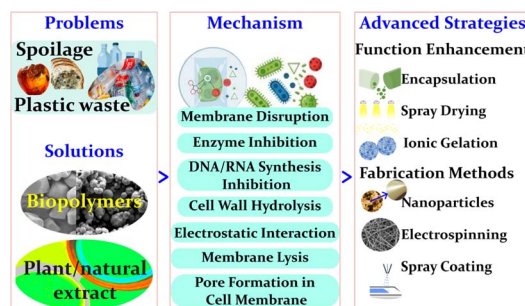 Problems
Spoilage
Plastic waste
Solutions
Biopolymers
Plant/natural
extract
Mechanism
Membrane Disruption
Enzyme Inhibition
DNA/RNA Synthesis
Inhibition
Cell Wall Hydrolysis
Electrostatic Interaction
Membrane Lysis
Pore Formation in
Cell Membrane
Advanced Strategies
Function Enhancement
Encapsulation
Spray Drying
Ionic Gelation
Fabrication Methods
Nanoparticles
Electrospinning
Spray Coating